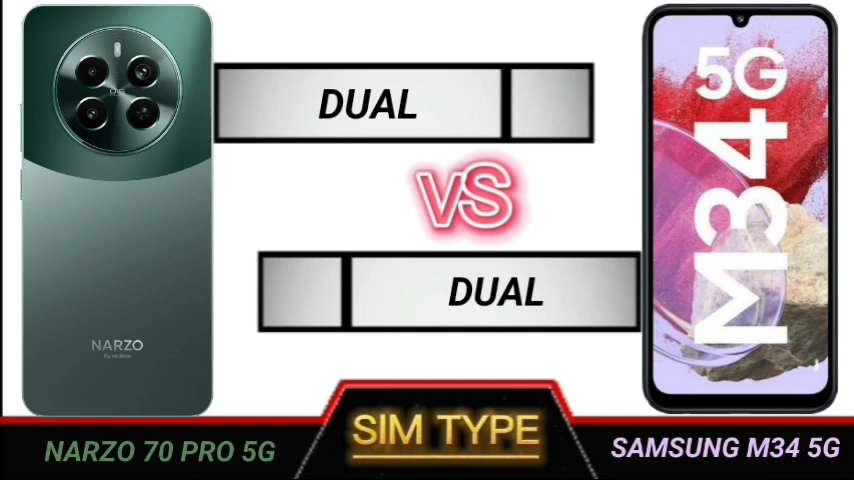 DUAL
VS
DUAL
5G
M34
NARZO
By realme
SIM TYPE
NARZO 70 PRO 5G
SAMSUNG M34 5G